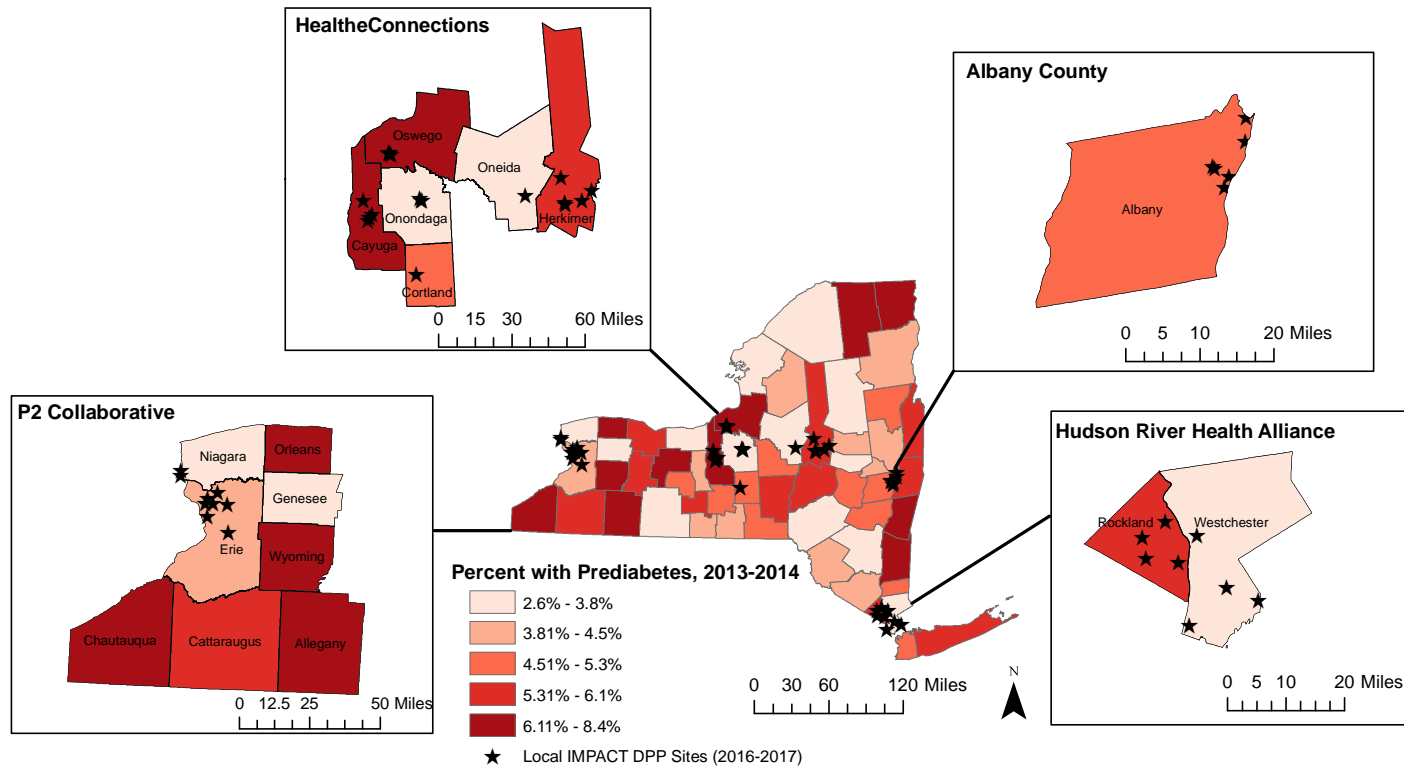 HealtheConnections
Oswego
Oneida
Onondaga
Herkimer
Cayuga
Cortland
0 15 30 60 Miles
Albany County
Albany
0 5 10 20 Miles
P2 Collaborative
Niagara
Orleans
Genesee
Erie
Wyoming
Chautauqua
Cattaraugus
Allegany
0 12.5 25 50 Miles
Hudson River Health Alliance
Rockland
Westchester
0 5 10 20 Miles
Percent with Prediabetes, 2013-2014
2.6% - 3.8%
3.81% - 4.5%
4.51% - 5.3%
5.31% - 6.1%
6.11% - 8.4%
Local IMPACT DPP Sites (2016-2017)
0 30 60 120 Miles
N